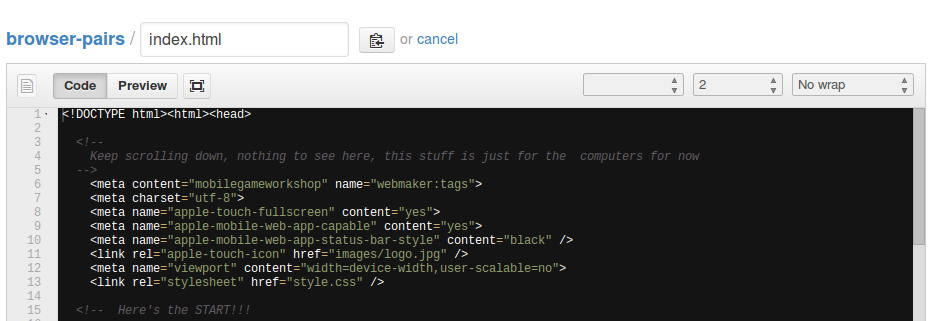 browser-pairs / index.html or cancel
Code Preview 2 No wrap
1 <!DOCTYPE html><html><head>
2
3 <!--
4 Keep scrolling down, nothing to see here, this stuff is just for the  computers for now
5 -->
6 <meta content="mobilegameworkshop" name="webmaker:tags">
7 <meta charset="utf-8">
8 <meta name="apple-touch-fullscreen" content="yes">
9 <meta name="apple-mobile-web-app-capable" content="yes">
10 <meta name="apple-mobile-web-app-status-bar-style" content="black" />
11 <link rel="apple-touch-icon" href="images/logo.jpg" />
12 <meta name="viewport" content="width=device-width,user-scalable=no">
13 <link rel="stylesheet" href="style.css" />
14
15 <!--  Here's the START!!!